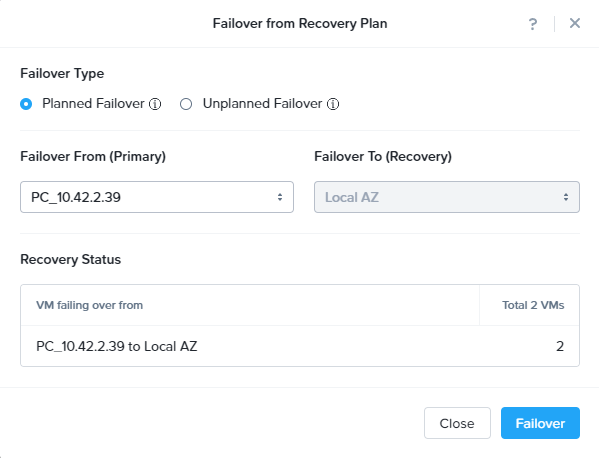 Failover from Recovery Plan
?
Failover Type
Planned Failover
Unplanned Failover
Failover From (Primary)
Failover To (Recovery)
PC_10.42.2.39
Local AZ
Recovery Status
VM failing over from
Total 2 VMs
PC_10.42.2.39 to Local AZ
2
Close
Failover